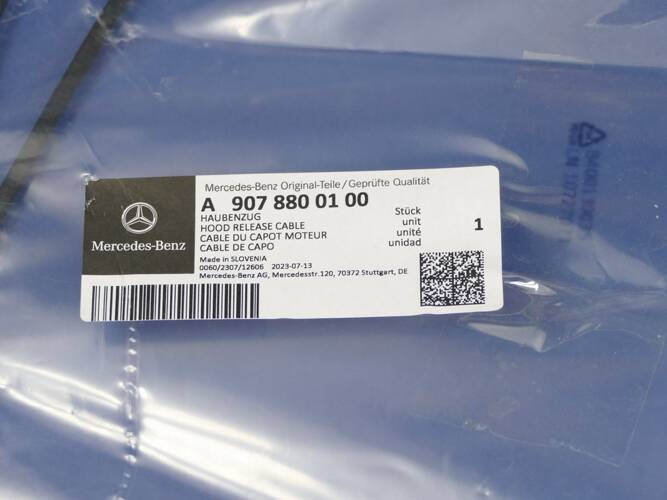 Mercedes-Benz
Mercedes-Benz Original-Teile/Geprüfte Qualität
A 907 880 01 00
HAUBENZUG
HOOD RELEASE CABLE
CABLE DU CAPOT MOTEUR
CABLE DE CAPO
Stück
unit
unité
unidad
1
Made in SLOVENIA
0060/2307/12606 2023-07-13
Mercedes-Benz AG, Mercedesstr.120, 70372 Stuttgart, DE